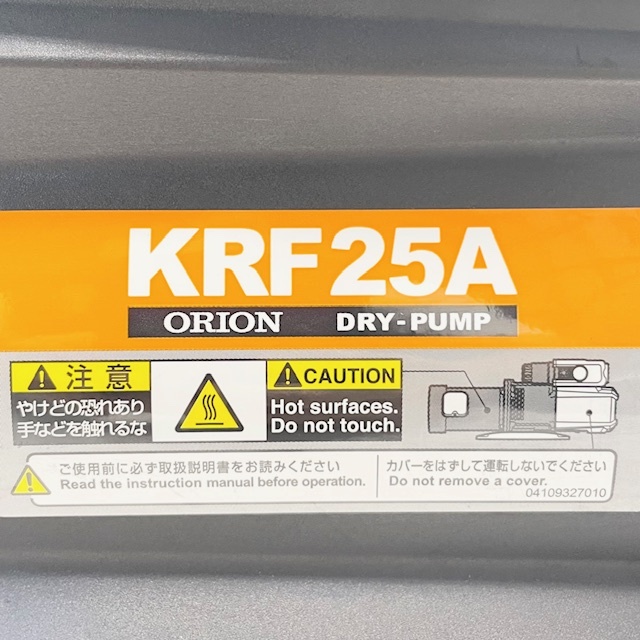 KRF25A
ORION DRY-PUMP
注意
やけどの恐れあり
手などを触れるな
CAUTION
Hot surfaces.
Do not touch.
ご使用前に必ず取扱説明書をお読みください
Read the instruction manual before operation.
カバーをはずして運転しないでください
Do not remove a cover.
04109327010